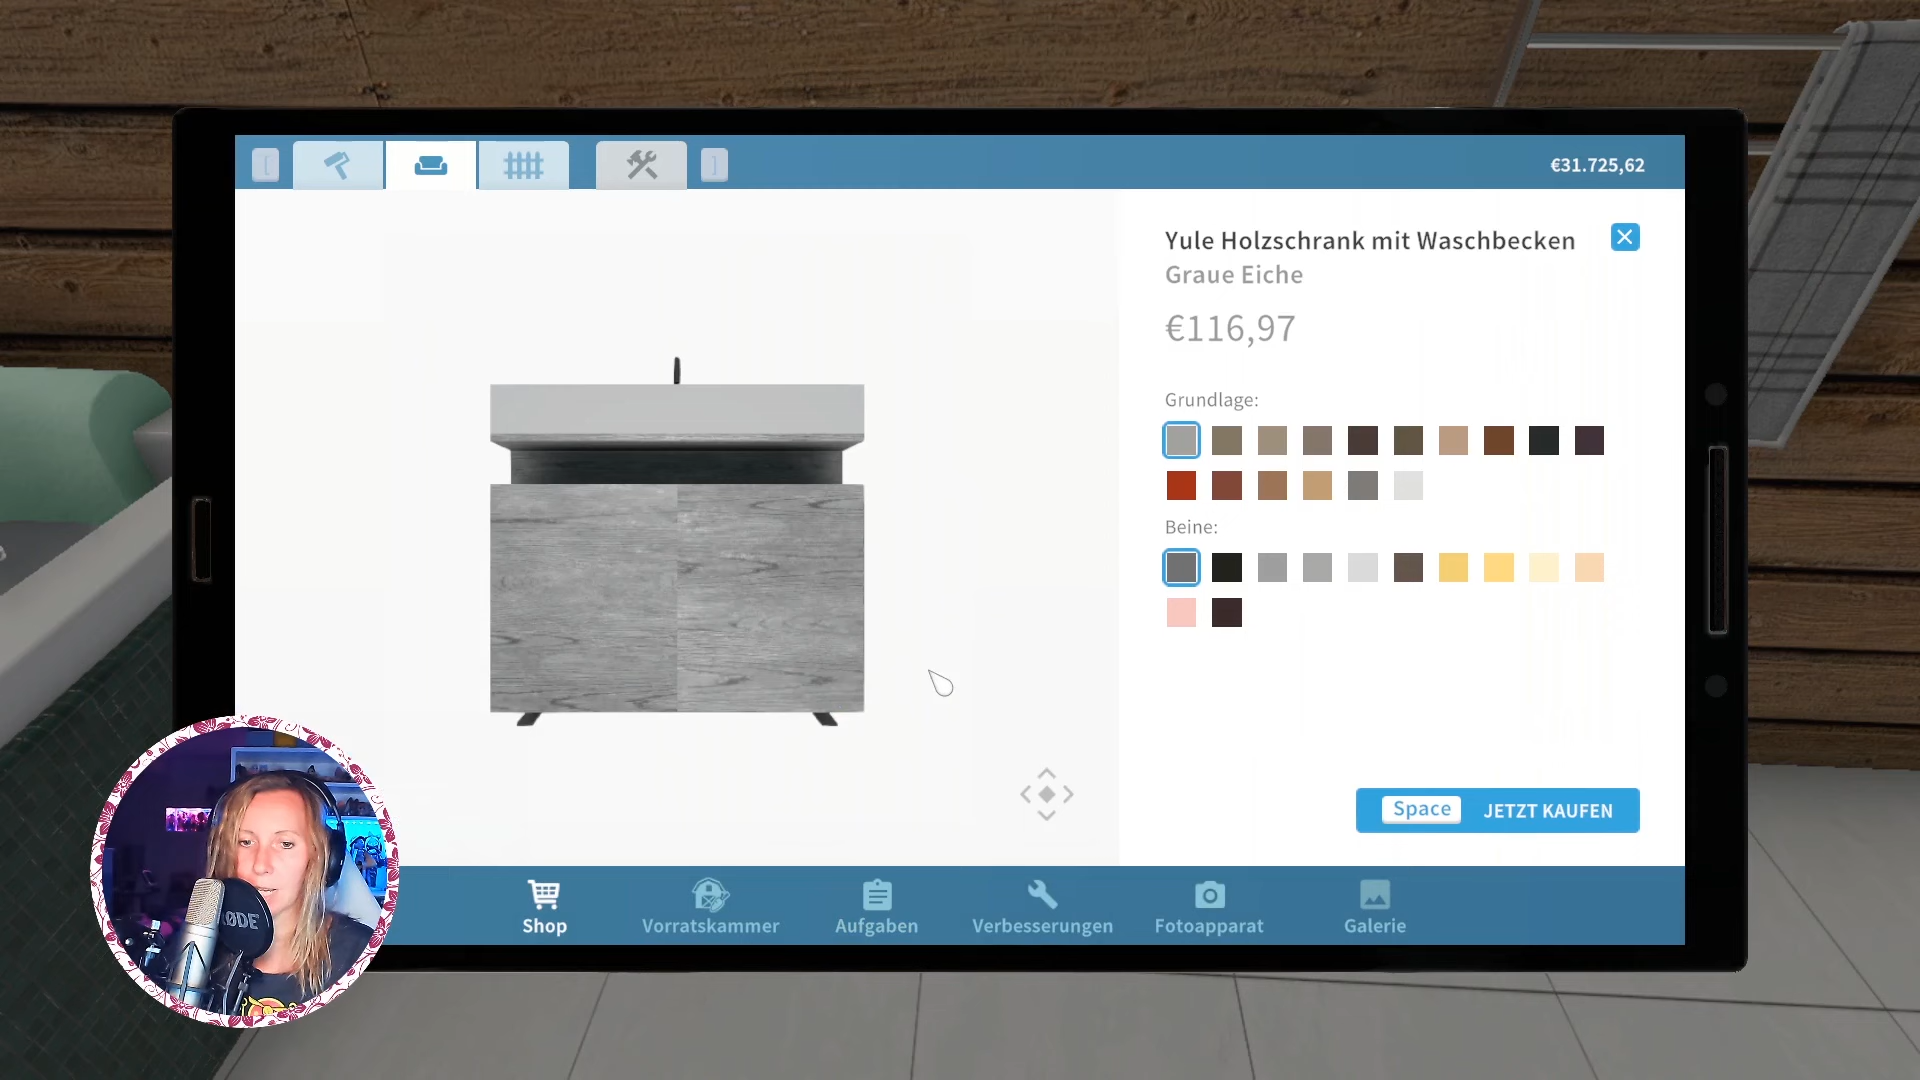 [
]
€31.725,62
Yule Holzschrank mit Waschbecken
Graue Eiche
€116,97
Grundlage:
Beine:
Space JETZT KAUFEN
Shop
Vorratskammer
Aufgaben
Verbesserungen
Fotoapparat
Galerie
RØDE